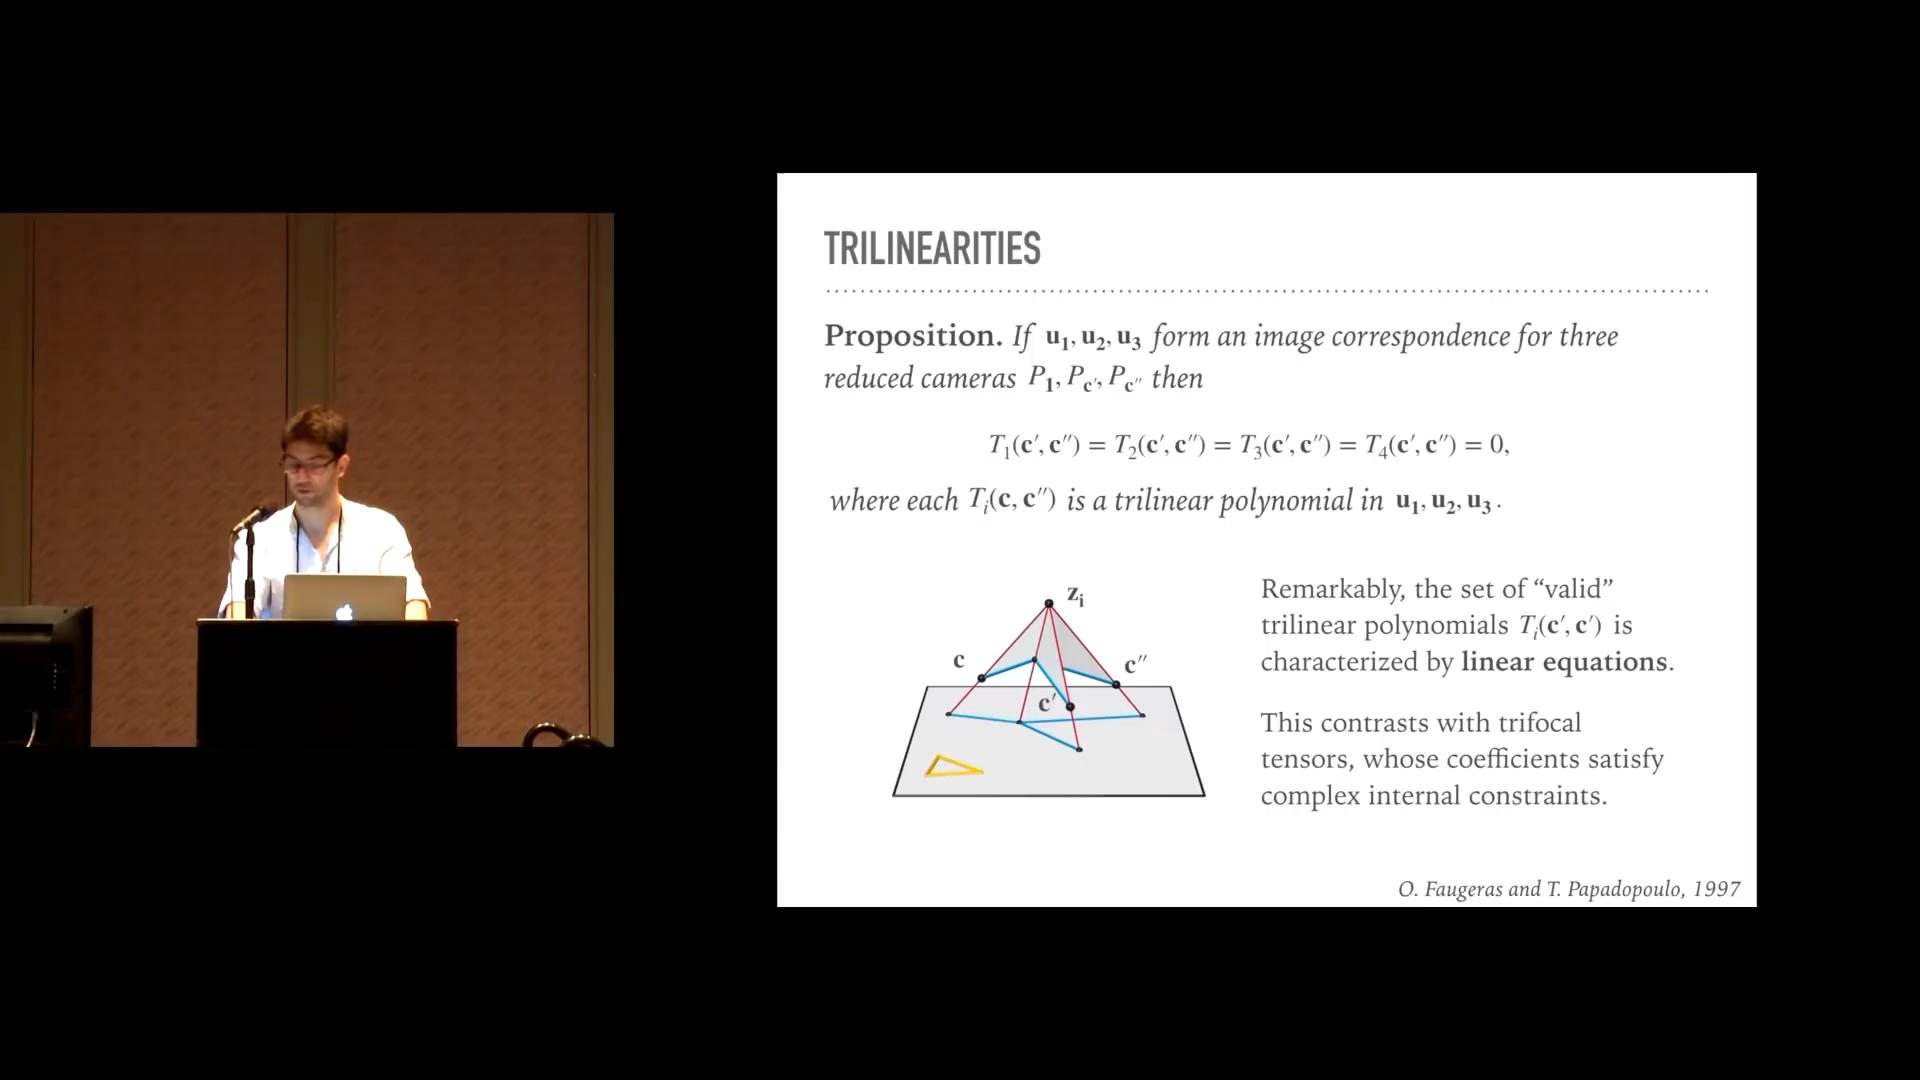 TRILINEARITIES
Proposition. If u₁, u₂, u₃ form an image correspondence for three
reduced cameras P₁, P_c′, P_c″ then
T₁(c′, c″) = T₂(c′, c″) = T₃(c′, c″) = T₄(c′, c″) = 0,
where each Tᵢ(c, c″) is a trilinear polynomial in u₁, u₂, u₃ .
zᵢ
c
c″
c′
Remarkably, the set of “valid”
trilinear polynomials Tᵢ(c′, c′) is
characterized by linear equations.
This contrasts with trifocal
tensors, whose coefficients satisfy
complex internal constraints.
O. Faugeras and T. Papadopoulo, 1997